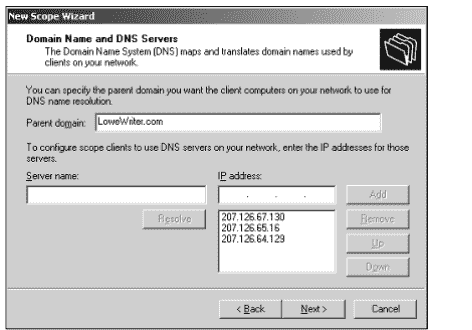 New Scope Wizard
Domain Name and DNS Servers
The Domain Name System (DNS) maps and translates domain names used by
clients on your network.
You can specify the parent domain you want the client computers on your network to use for
DNS name resolution.
Parent domain: LoweWriter.com
To configure scope clients to use DNS servers on your network, enter the IP addresses for those
servers.
Server name: IP address:
. . . Add
Resolve 207.126.67.130 Remove
207.126.65.16
207.126.64.129 Up
Down
< Back Next > Cancel